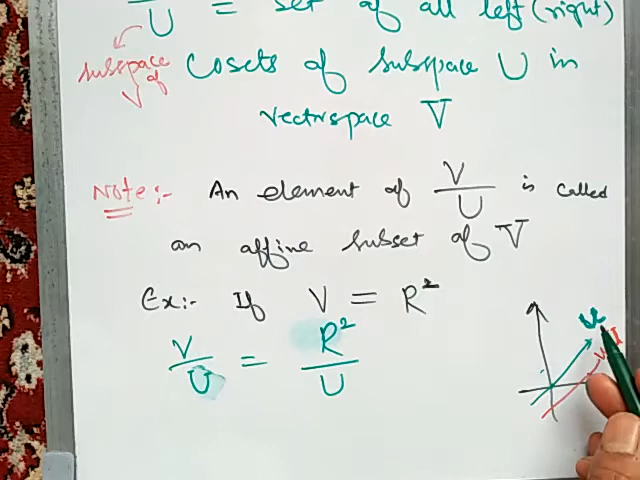 U = set of all left (right)
subspace of V
Cosets of subspace U in
vectrspace V
Note:- An element of V/U is called
an affine subset of V
Ex:- If V = R²
V/U = R²/U